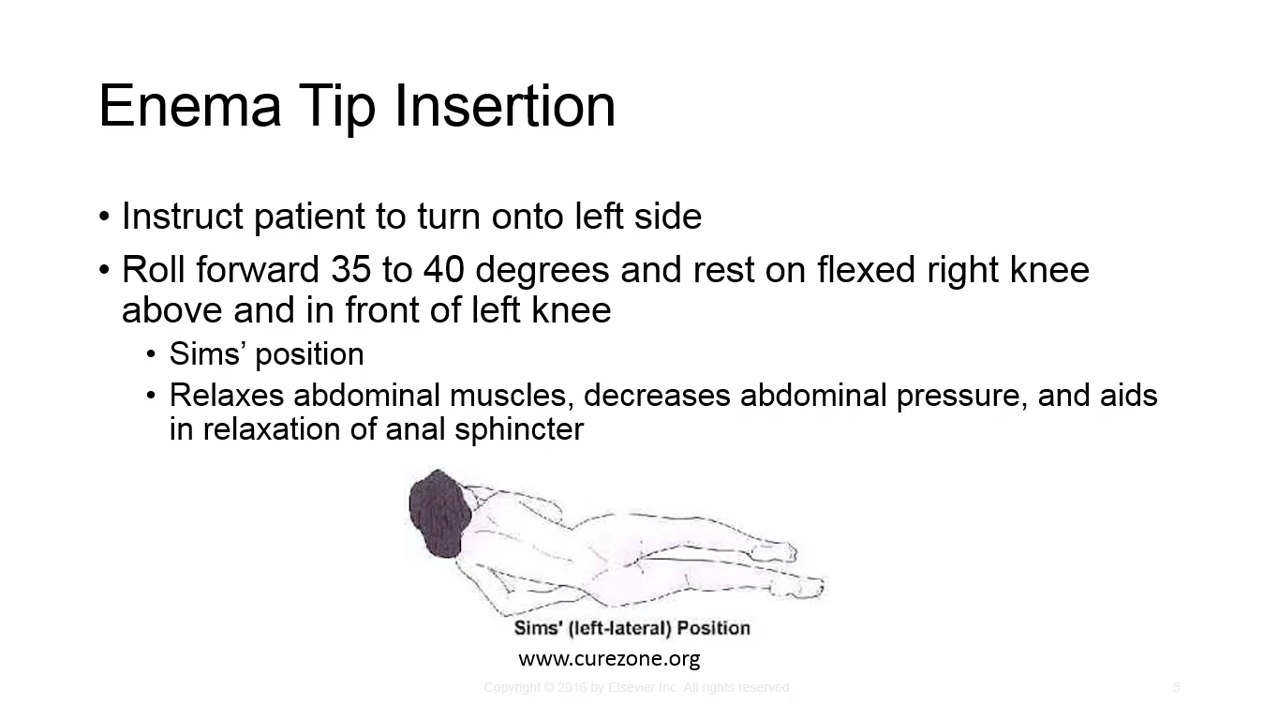 Enema Tip Insertion
• Instruct patient to turn onto left side
• Roll forward 35 to 40 degrees and rest on flexed right knee
above and in front of left knee
• Sims’ position
• Relaxes abdominal muscles, decreases abdominal pressure, and aids
in relaxation of anal sphincter
Sims' (left-lateral) Position
www.curezone.org
Copyright © 2016 by Elsevier Inc. All rights reserved.
5